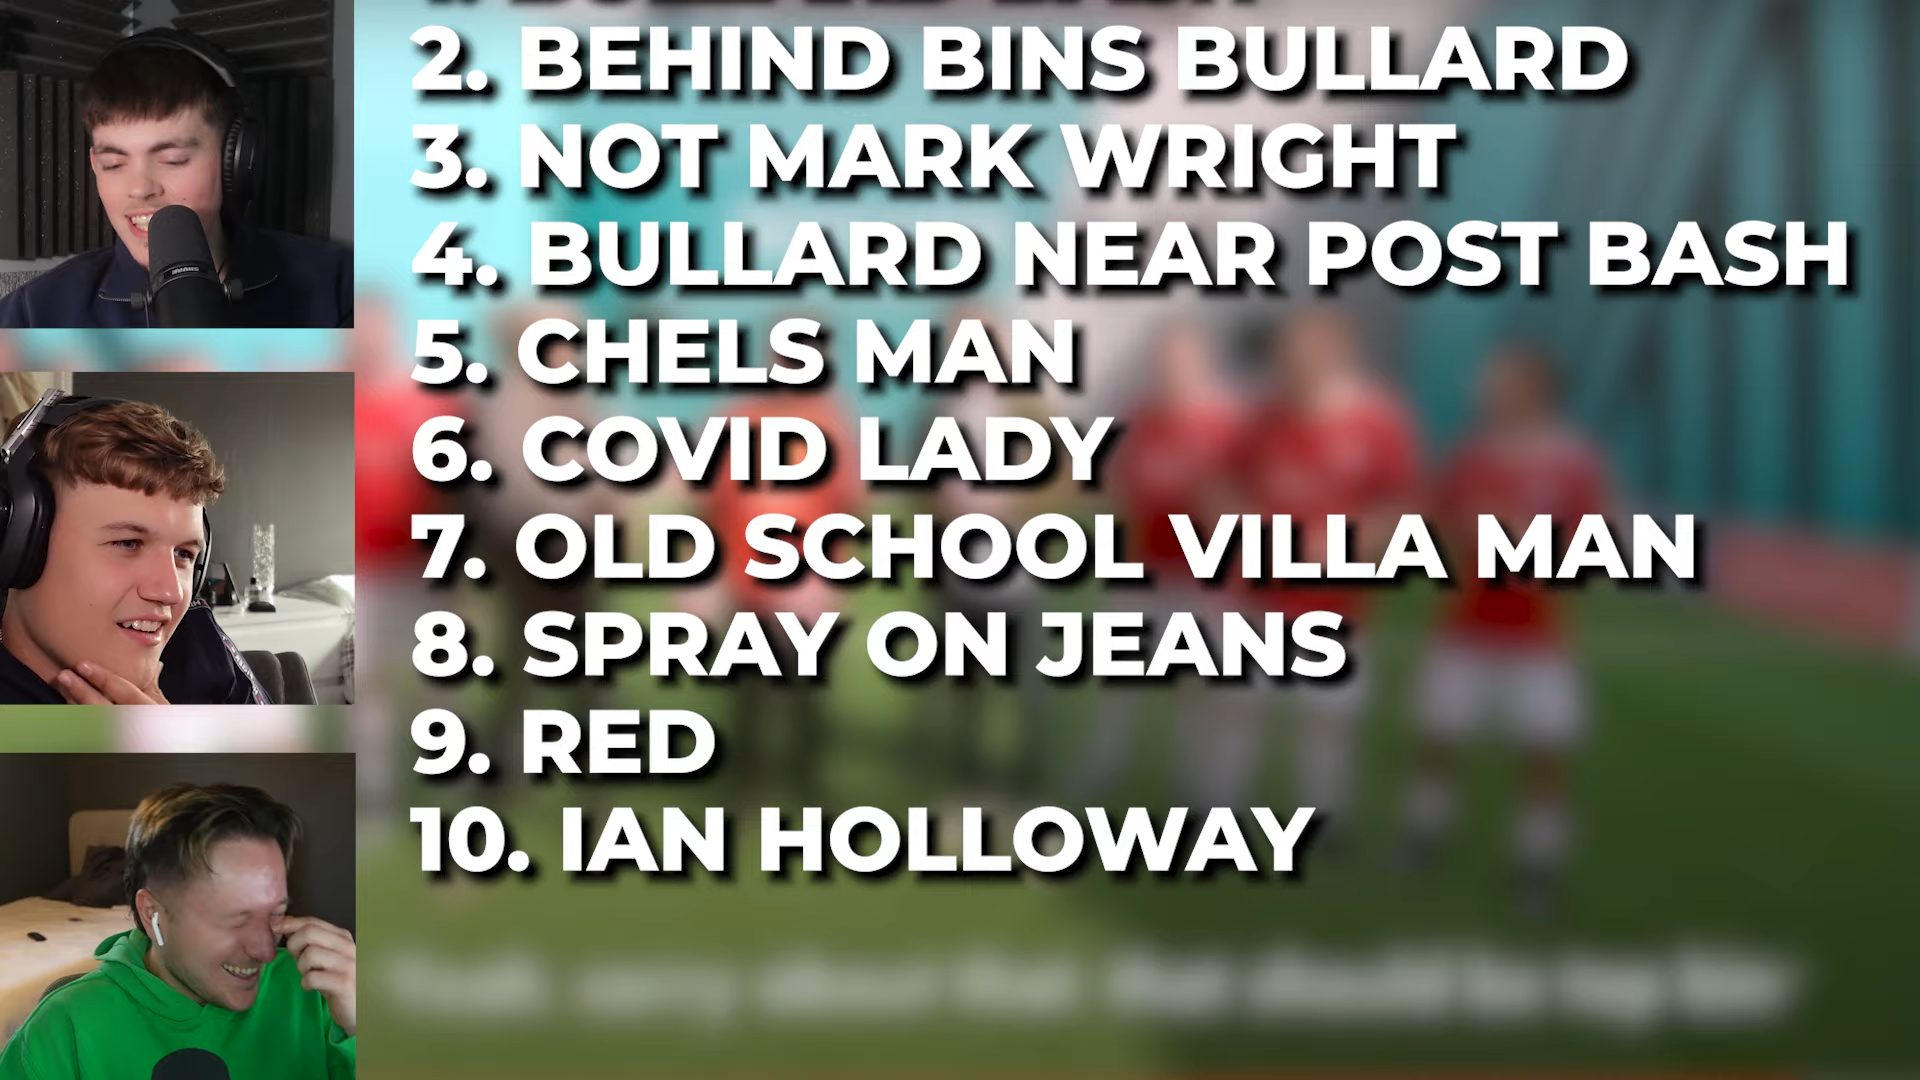 2. BEHIND BINS BULLARD
3. NOT MARK WRIGHT
4. BULLARD NEAR POST BASH
5. CHELS MAN
6. COVID LADY
7. OLD SCHOOL VILLA MAN
8. SPRAY ON JEANS
9. RED
10. IAN HOLLOWAY